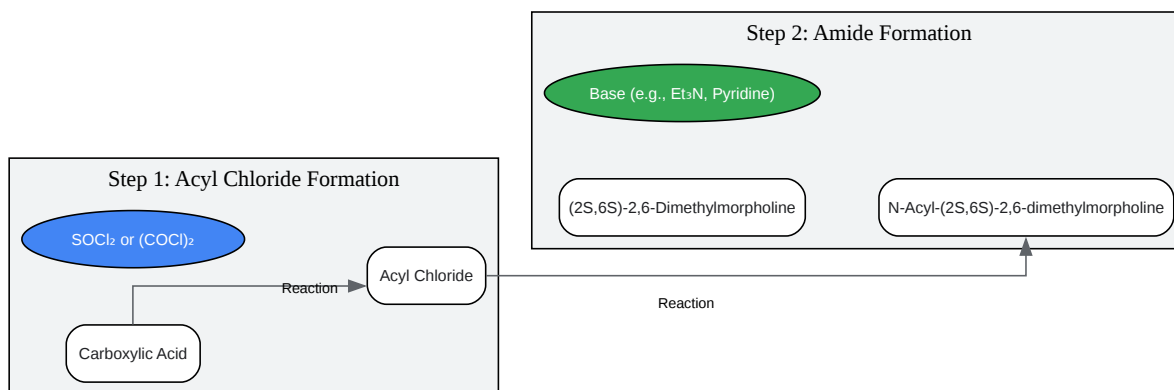 Step 2: Amide Formation
Base (e.g., Et₃N, Pyridine)
(2S,6S)-2,6-Dimethylmorpholine
N-Acyl-(2S,6S)-2,6-dimethylmorpholine
Step 1: Acyl Chloride Formation
SOCl₂ or (COCl)₂
Acyl Chloride
Reaction
Reaction
Carboxylic Acid